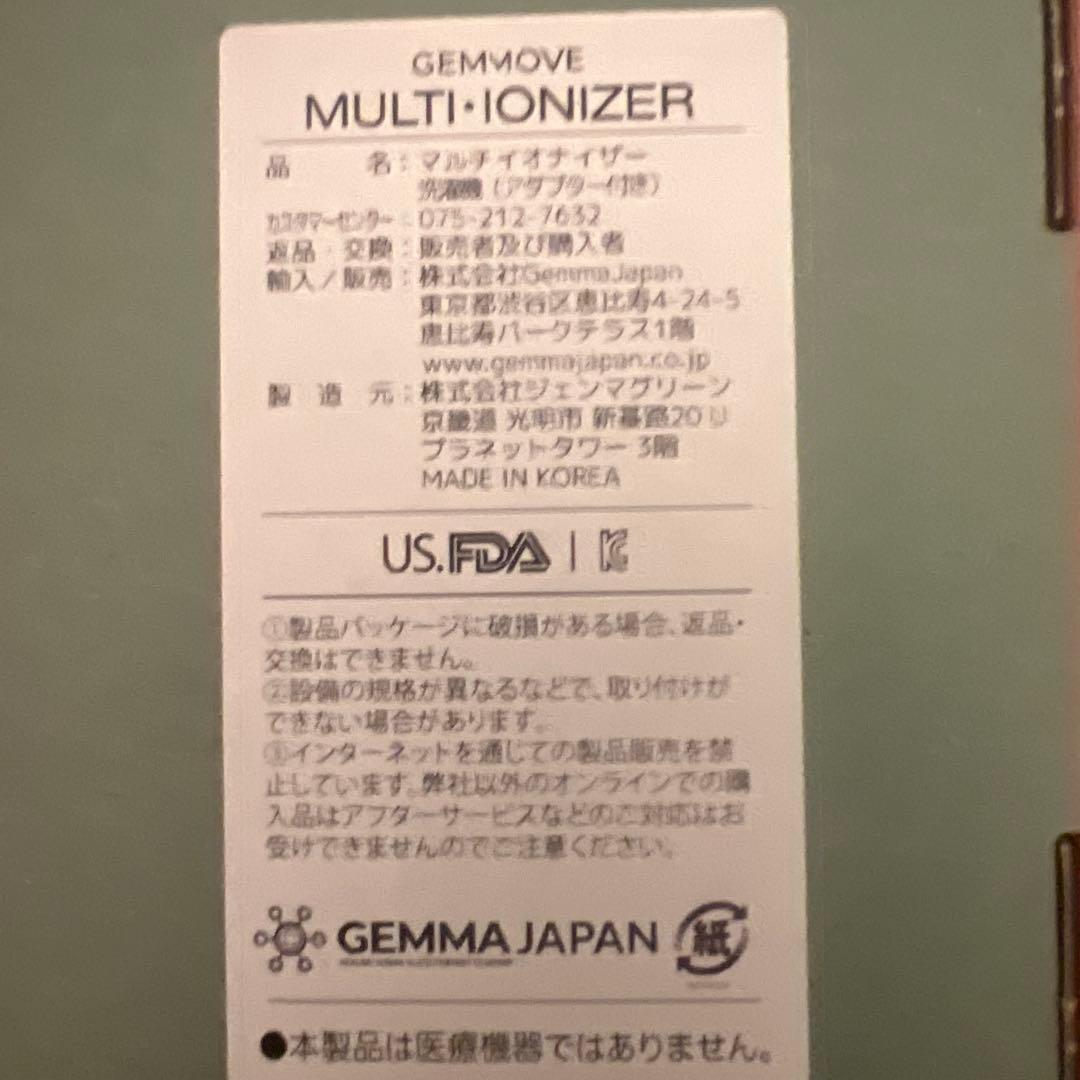 GEMMOVE
MULTI・IONIZER
品名：マルチイオナイザー
洗濯機（アダプター付き）
カスタマーセンター：075-212-7632
返品・交換：販売者及び購入者
輸入／販売：株式会社GemmaJapan
東京都渋谷区恵比寿4-24-5
恵比寿パークテラス1階
www.gemmajapan.co.jp
製造元：株式会社ジェンマグリーン
京畿道 光明市 新基路20 U
プラネットタワー 3階
MADE IN KOREA
US.FDA | KC
①製品パッケージに破損がある場合、返品・
交換はできません。
②設備の規格が異なるなどで、取り付けが
できない場合があります。
③インターネットを通じての製品販売を禁
止しています。弊社以外のオンラインでの購
入品はアフターサービスなどのご対応はお
受けできませんのでご注意ください。
GEMMA JAPAN
紙
●本製品は医療機器ではありません。